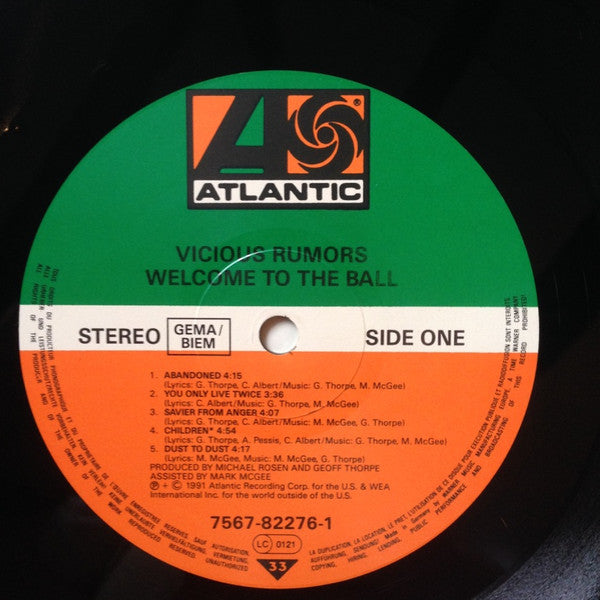 ATLANTIC
VICIOUS RUMORS
WELCOME TO THE BALL
STEREO GEMA/ BIEM SIDE ONE
1. ABANDONED 4:15
(Lyrics: G. Thorpe, C. Albert/Music: G. Thorpe, M. McGee)
2. YOU ONLY LIVE TWICE 3:36
(Lyrics: C. Albert/Music: G. Thorpe, M. McGee)
3. SAVIER FROM ANGER 4:07
(Lyrics: C. Albert/Music: M. McGee, G. Thorpe)
4. CHILDREN* 4:54
(Lyrics: G. Thorpe, A. Pessis, C. Albert/Music: G. Thorpe)
5. DUST TO DUST 4:17
(Lyrics: M. McGee, Music: M. McGee, G. Thorpe)
PRODUCED BY MICHAEL ROSEN AND GEOFF THORPE
ASSISTED BY MARK MCGEE
℗ + © 1991 Atlantic Recording Corp. for the U.S. & WEA
International Inc. for the world outside of the U.S.
7567-82276-1
LC 0121
33